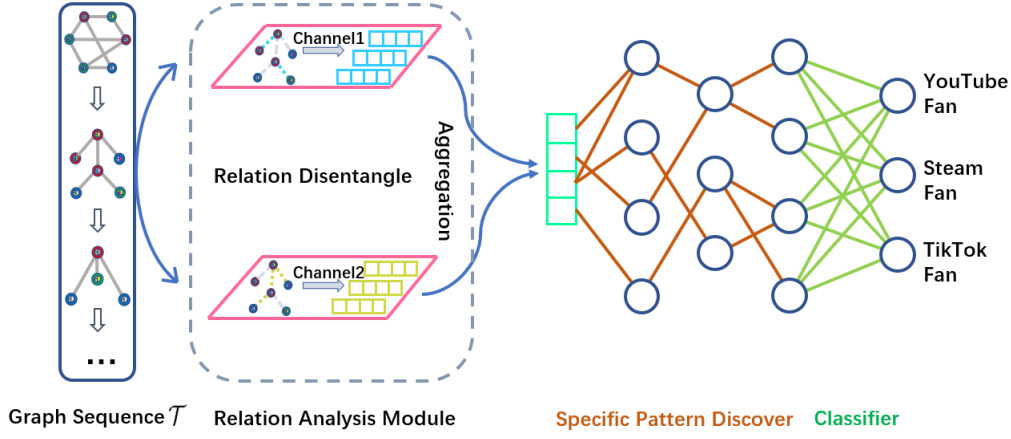 Channel1
YouTube
Fan
Aggregation
Relation Disentangle
Steam
Fan
TikTok
Fan
Channel2
...
Graph Sequence 𝒯
Relation Analysis Module
Specific Pattern Discover
Classifier